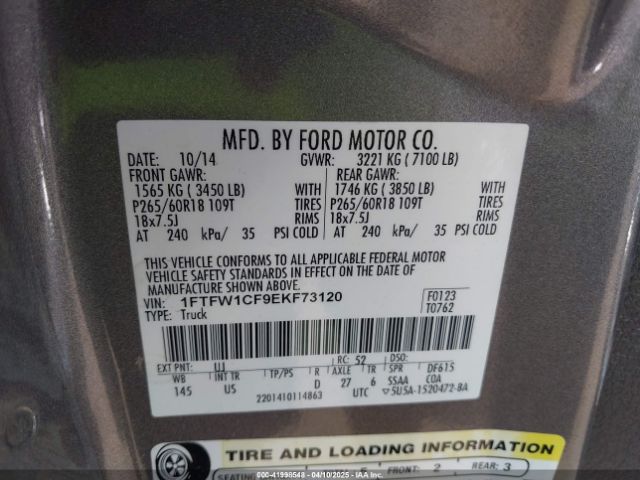 MFD. BY FORD MOTOR CO.
DATE: 10/14 GVWR: 3221 KG ( 7100 LB)
FRONT GAWR: REAR GAWR:
1565 KG ( 3450 LB) WITH 1746 KG ( 3850 LB) WITH
P265/60R18 109T TIRES P265/60R18 109T TIRES
18x7.5J RIMS 18x7.5J RIMS
AT 240 kPa/ 35 PSI COLD AT 240 kPa/ 35 PSI COLD
THIS VEHICLE CONFORMS TO ALL APPLICABLE FEDERAL MOTOR
VEHICLE SAFETY STANDARDS IN EFFECT ON THE DATE OF
MANUFACTURE SHOWN ABOVE.
VIN: 1FTFW1CF9EKF73120 F0123
TYPE: Truck T0762
EXT PNT: UJ RC: 52 DSO:
WB INT TR TP/PS R AXLE TR SPR DF615
145 US D 27 6 SSAA COA
2201410114863 UTC ▽5U5A-1520472-BA
TIRE AND LOADING INFORMATION
SEATING FRONT: 2 REAR: 3
000-41998548 - 04/10/2025 -